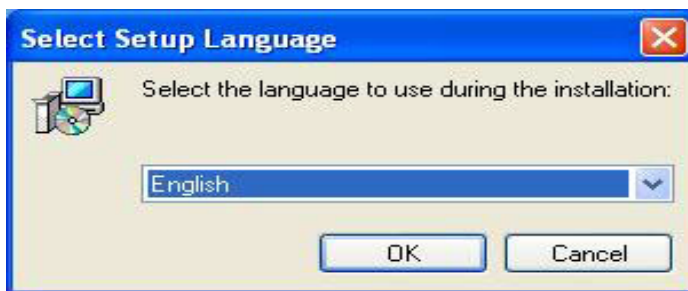 Select Setup Language
Select the language to use during the installation:
English
OK
Cancel